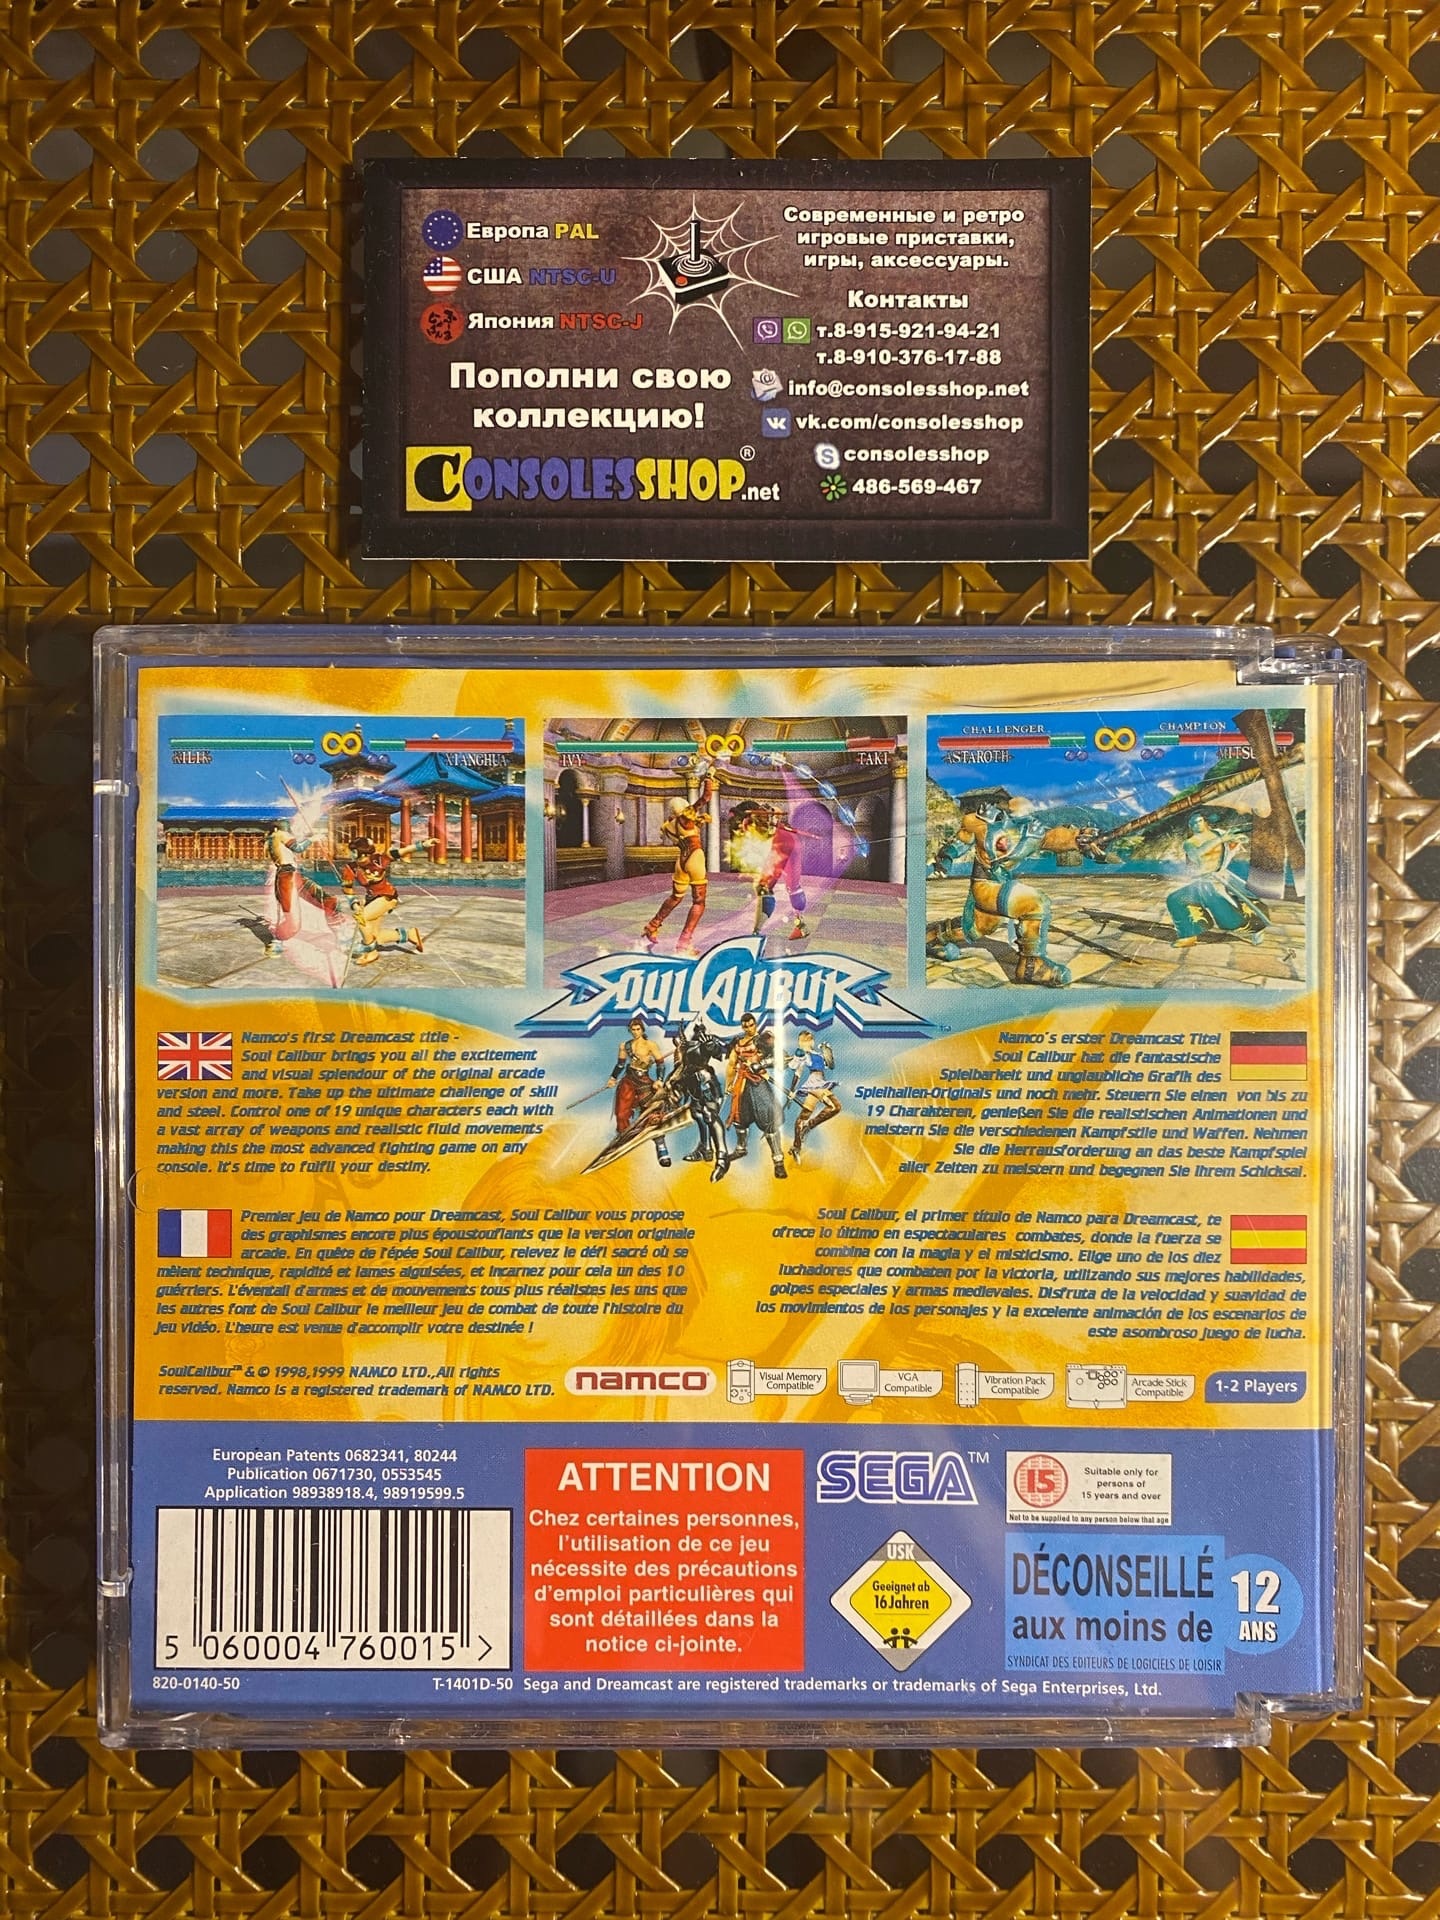 Европа PAL
США NTSC-U
Япония NTSC-J
Пополни свою
коллекцию!
CONSOLESSHOP.net
®
Современные и ретро
игровые приставки,
игры, аксессуары.
Контакты
т.8-915-921-94-21
т.8-910-376-17-88
info@consolesshop.net
vk.com/consolesshop
consolesshop
486-569-467
KILIK
XIANGHUA
IVY
TAKI
CHALLENGER
CHAMPION
ASTAROTH
SOULCALIBUR
Namco's first Dreamcast title -
Soul Calibur brings you all the excitement
and visual splendour of the original arcade
version and more. Take up the ultimate challenge of skill
and steel. Control one of 19 unique characters each with
a vast array of weapons and realistic fluid movements
making this the most advanced fighting game on any
console. It's time to fulfil your destiny.
Namco's erster Dreamcast Titel
Soul Calibur hat die fantastische
Spielbarkeit und unglaubliche Grafik des
Spielhallen-Originals und noch mehr. Steuern Sie einen von bis zu
19 Charakteren, genießen Sie die realistischen Animationen und
meistern Sie die verschiedenen Kampfstile und Waffen. Nehmen
Sie die Herrausforderung an das beste Kampfspiel
aller Zeiten zu meistern und begegnen Sie Ihrem Schicksal.
Premier jeu de Namco pour Dreamcast, Soul Calibur vous propose
des graphismes encore plus époustouflants que la version originale
arcade. En quête de l'épée Soul Calibur, relevez le défi sacré où se
mêlent technique, rapidité et lames aiguisées, et incarnez pour cela un des 10
guérriers. L'éventail d'armes et de mouvements tous plus réalistes les uns que
les autres font de Soul Calibur le meilleur jeu de combat de toute l'histoire du
jeu vidéo. L'heure est venue d'accomplir votre destinée !
Soul Calibur, el primer título de Namco para Dreamcast, te
ofrece lo último en espectaculares combates, donde la fuerza se
combina con la magia y el misticismo. Elige uno de los diez
luchadores que combaten por la victoria, utilizando sus mejores habilidades,
golpes especiales y armas medievales. Disfruta de la velocidad y suavidad de
los movimientos de los personajes y la excelente animación de los escenarios de
este asombroso juego de lucha.
SoulCalibur™ & © 1998,1999 NAMCO LTD.,All rights
reserved. Namco is a registered trademark of NAMCO LTD.
namco
Visual Memory
Compatible
VGA
Compatible
Vibration Pack
Compatible
Arcade Stick
Compatible
1-2 Players
European Patents 0682341, 80244
Publication 0671730, 0553545
Application 98938918.4, 98919599.5
5 060004 760015 >
820-0140-50
T-1401D-50
ATTENTION
Chez certaines personnes,
l'utilisation de ce jeu
nécessite des précautions
d'emploi particulières qui
sont détaillées dans la
notice ci-jointe.
SEGA™
15
Suitable only for
persons of
15 years and over
Not to be supplied to any person below that age
USK
Geeignet ab
16 Jahren
DÉCONSEILLÉ
aux moins de
12
ANS
SYNDICAT DES EDITEURS DE LOGICIELS DE LOISIR
Sega and Dreamcast are registered trademarks or trademarks of Sega Enterprises, Ltd.